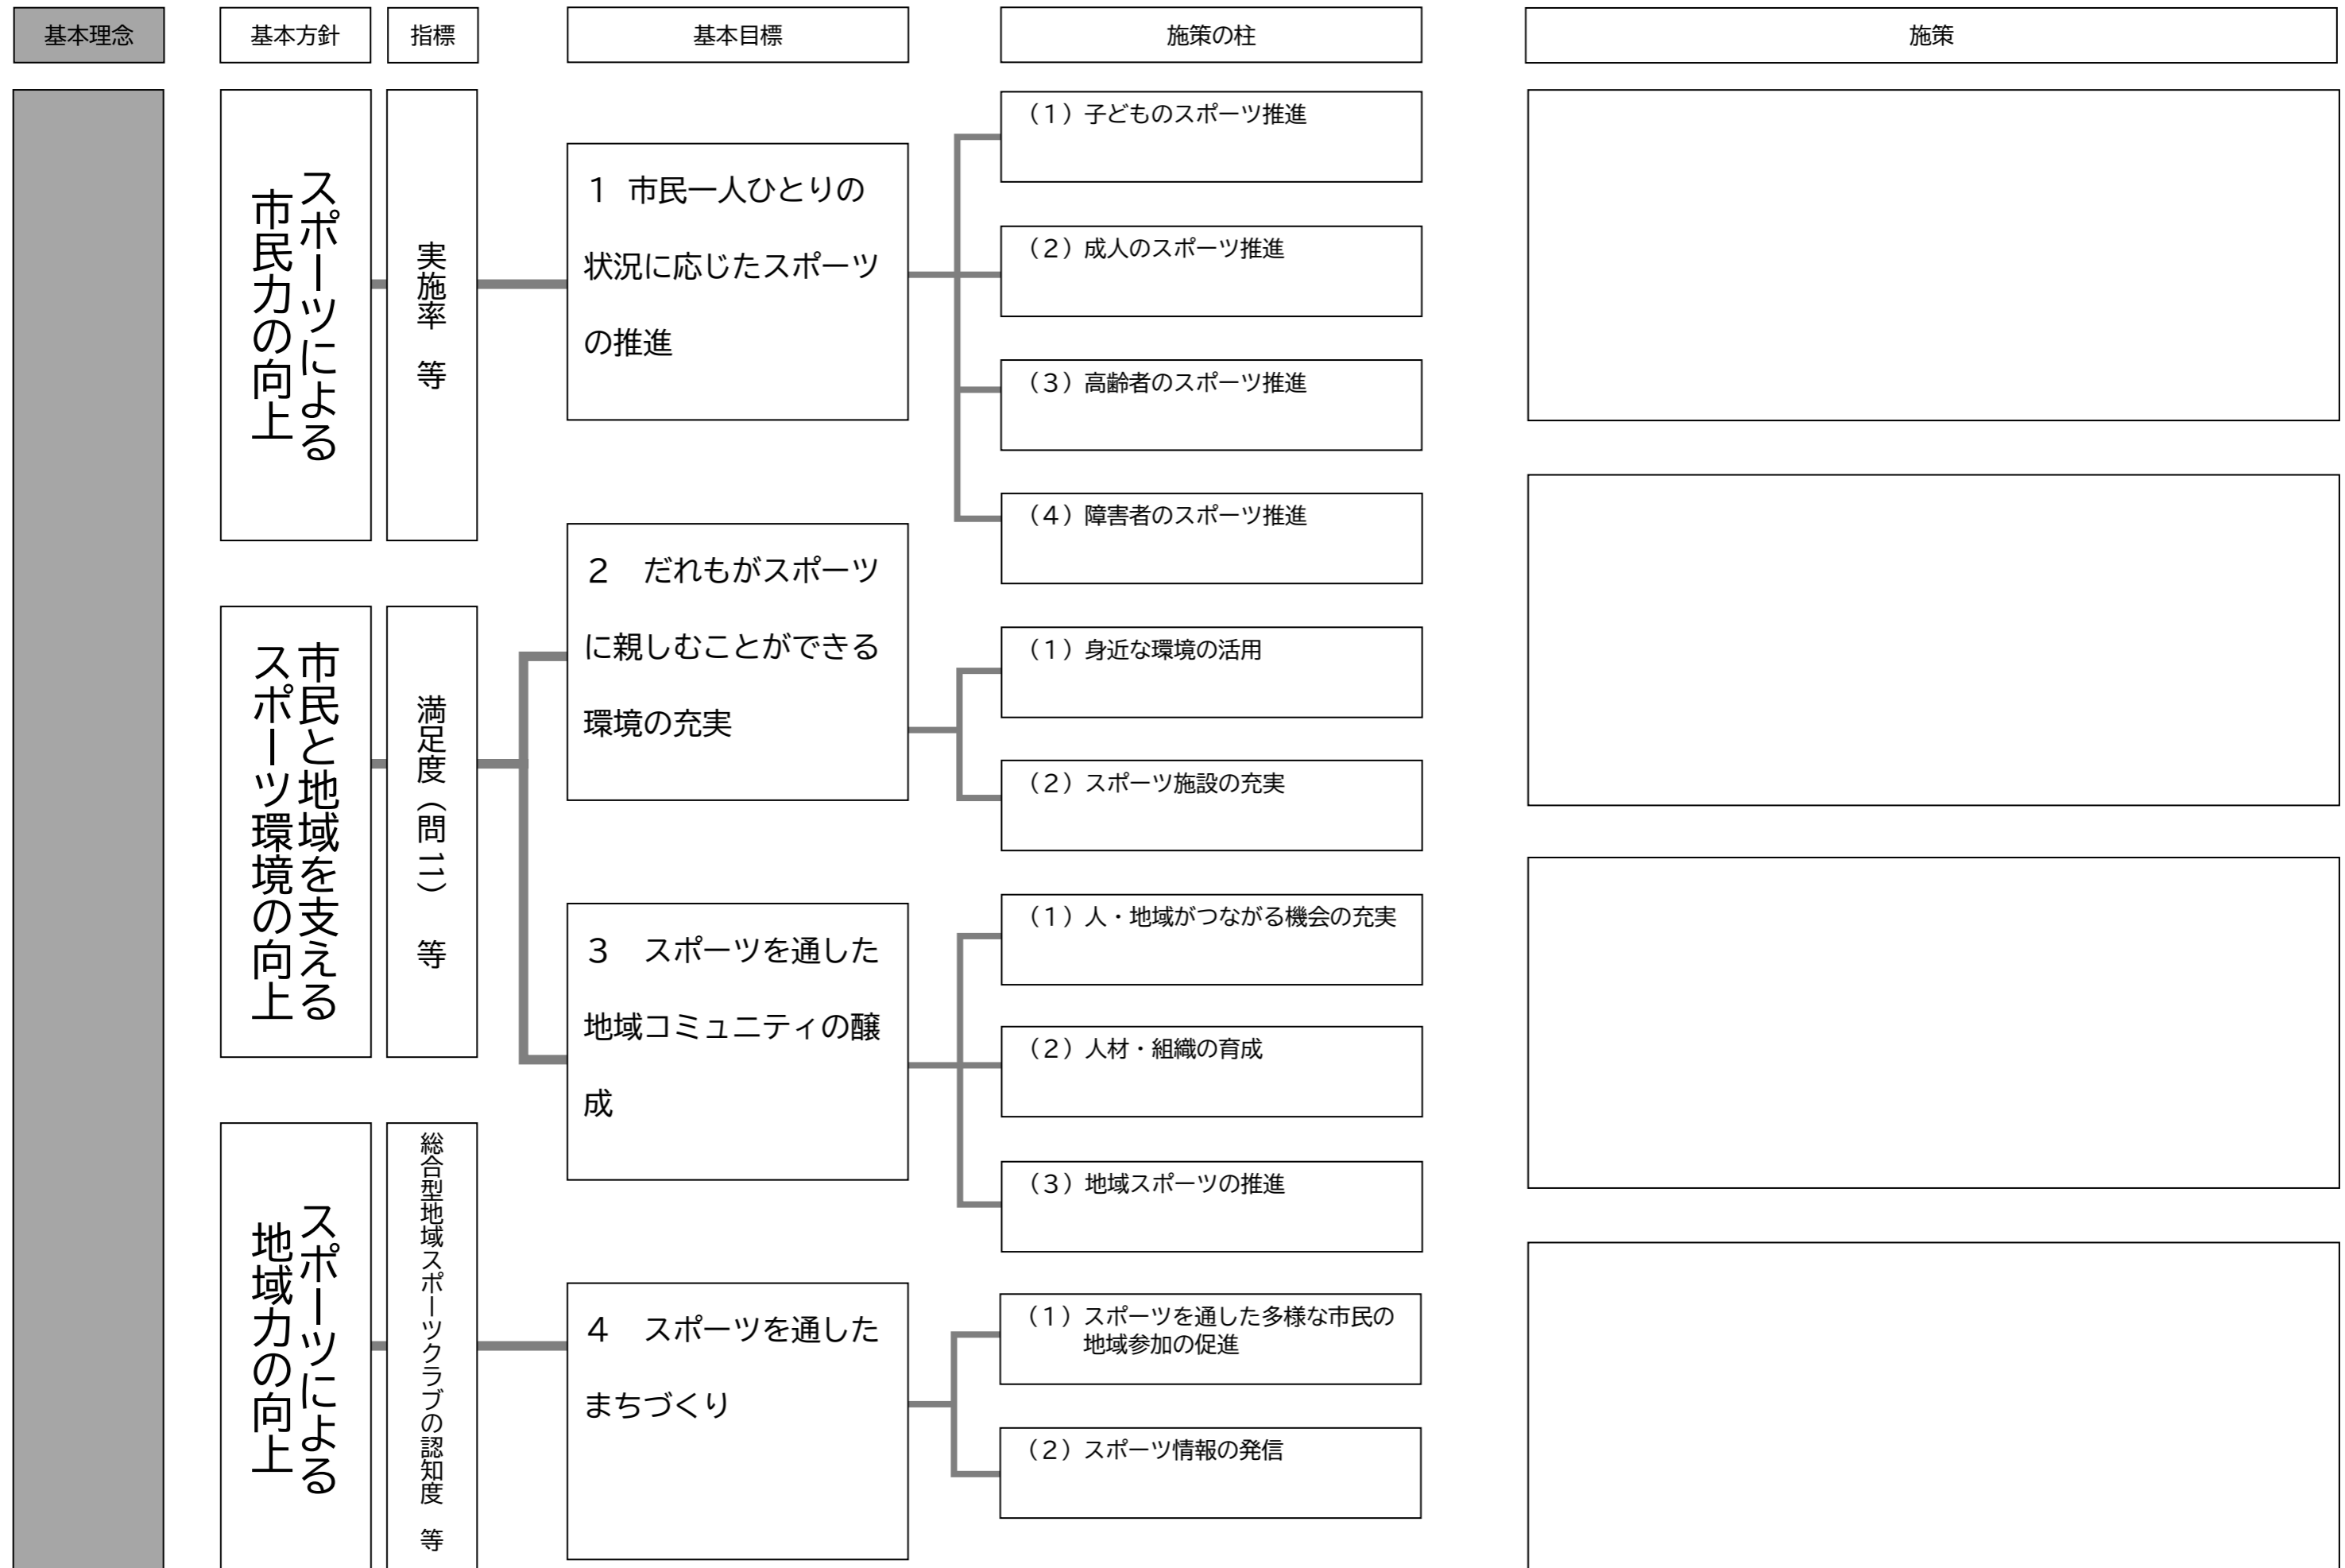 基本理念
基本方針
指標
基本目標
施策の柱
施策
スポーツによる
市民力の向上
実施率　等
１ 市民一人ひとりの
状況に応じたスポーツ
の推進
（１）子どものスポーツ推進
（２）成人のスポーツ推進
（３）高齢者のスポーツ推進
（４）障害者のスポーツ推進
市民と地域を支える
スポーツ環境の向上
満足度（問11）　等
２　だれもがスポーツ
に親しむことができる
環境の充実
（１）身近な環境の活用
（２）スポーツ施設の充実
３　スポーツを通した
地域コミュニティの醸
成
（１）人・地域がつながる機会の充実
（２）人材・組織の育成
（３）地域スポーツの推進
スポーツによる
地域力の向上
総合型地域スポーツクラブの認知度　等
４　スポーツを通した
まちづくり
（１）スポーツを通した多様な市民の
地域参加の促進
（２）スポーツ情報の発信